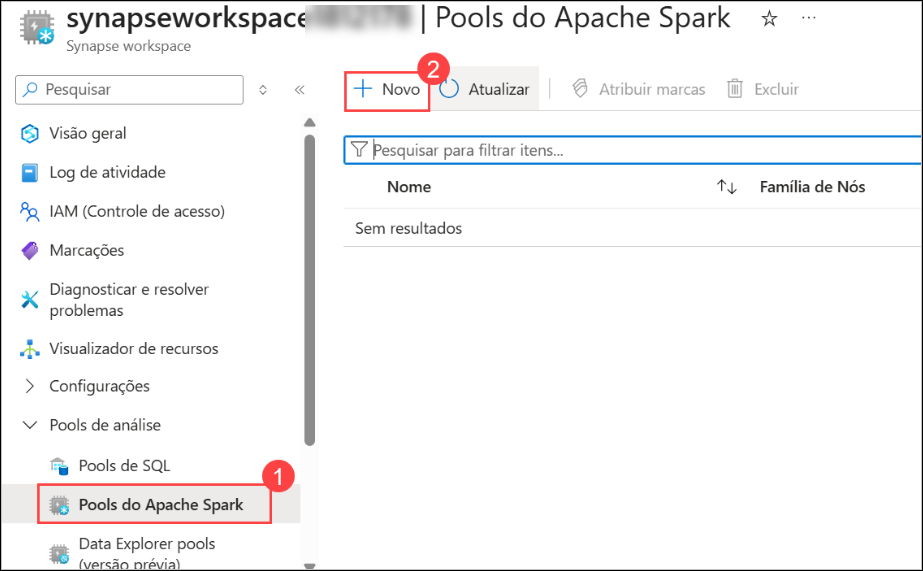 synapseworkspace | Pools do Apache Spark
Synapse workspace
Pesquisar
Novo
2
Atualizar
Atribuir marcas
Excluir
Visão geral
Log de atividade
IAM (Controle de acesso)
Marcações
Diagnosticar e resolver
problemas
Visualizador de recursos
Configurações
Pools de análise
Pools de SQL
Pools do Apache Spark
1
Data Explorer pools
(versão prévia)
Pesquisar para filtrar itens...
Nome
Família de Nós
Sem resultados